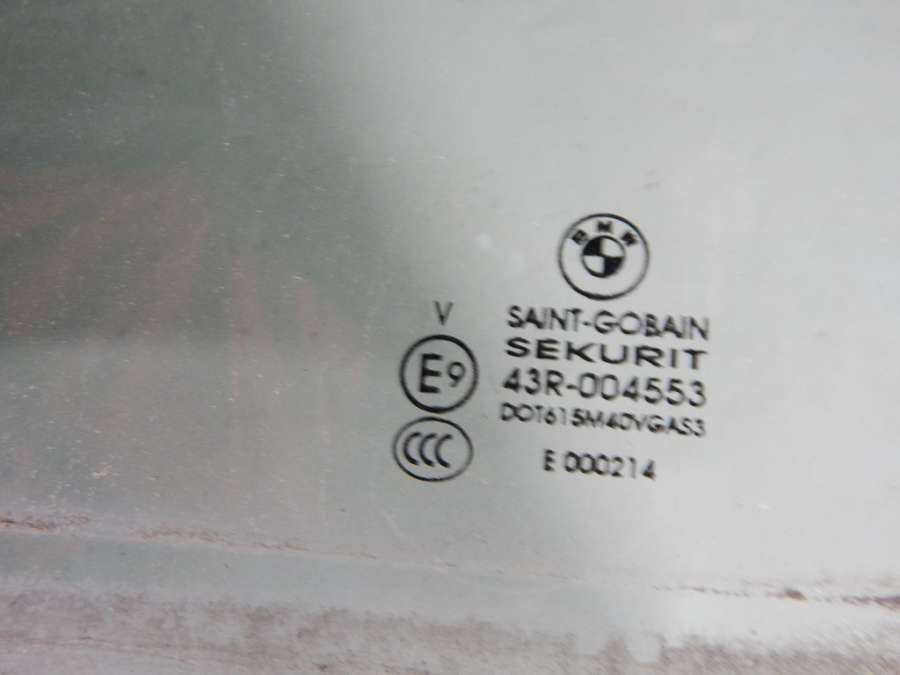 BMW
SAINT-GOBAIN
V
SEKURIT
E9
43R-004553
DOT615M40VGAS3
CCC
E 000214